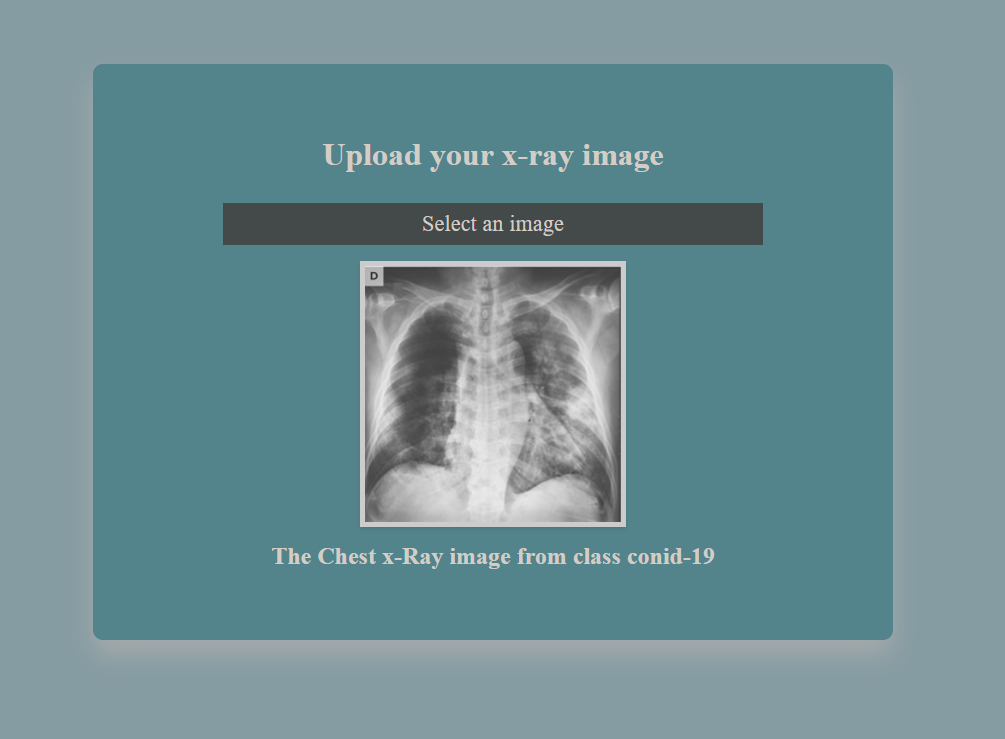 Upload your x-ray image
Select an image
D
The Chest x-Ray image from class conid-19